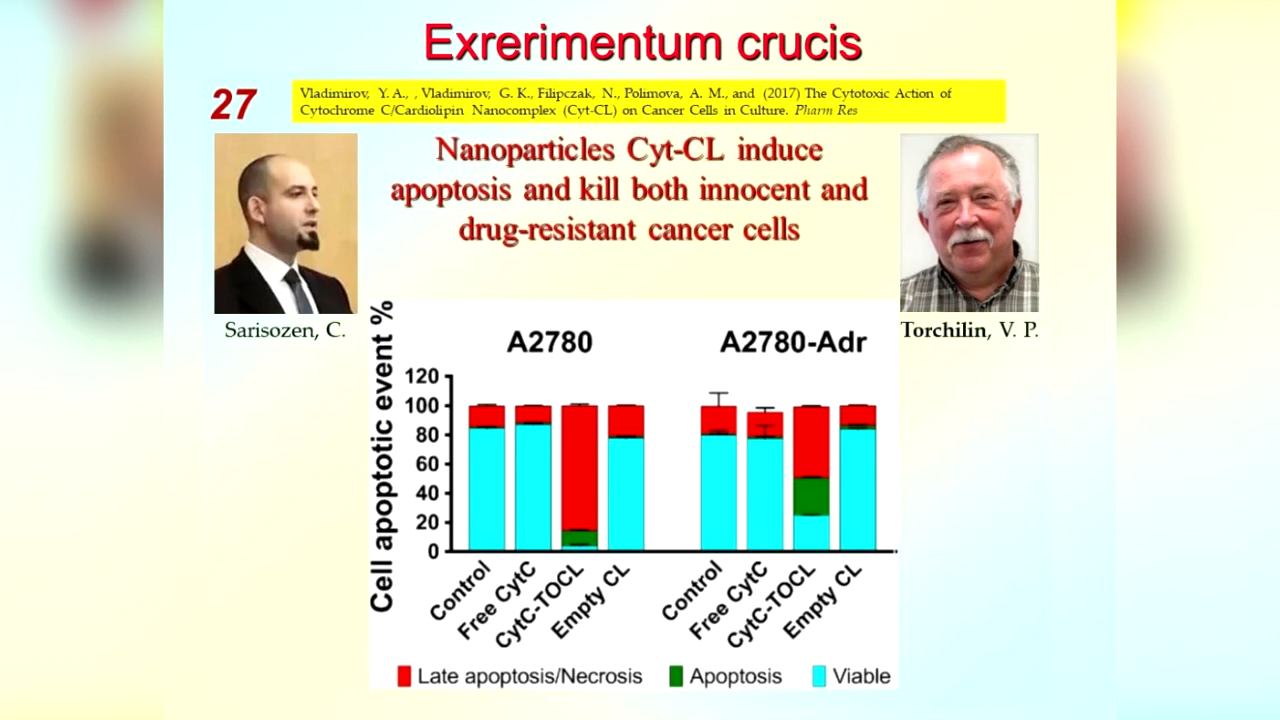 Exrerimentum crucis
27
Vladimirov, Y. A., , Vladimirov, G. K., Filipczak, N., Polimova, A. M., and (2017) The Cytotoxic Action of
Cytochrome C/Cardiolipin Nanocomplex (Cyt-CL) on Cancer Cells in Culture. Pharm Res
Nanoparticles Cyt-CL induce
apoptosis and kill both innocent and
drug-resistant cancer cells
Sarisozen, C.
Torchilin, V. P.
Cell apoptotic event %
A2780
A2780-Adr
120
100
80
60
40
20
0
Control
Free CytC
CytC-TOCL
Empty CL
Control
Free CytC
CytC-TOCL
Empty CL
Late apoptosis/Necrosis
Apoptosis
Viable